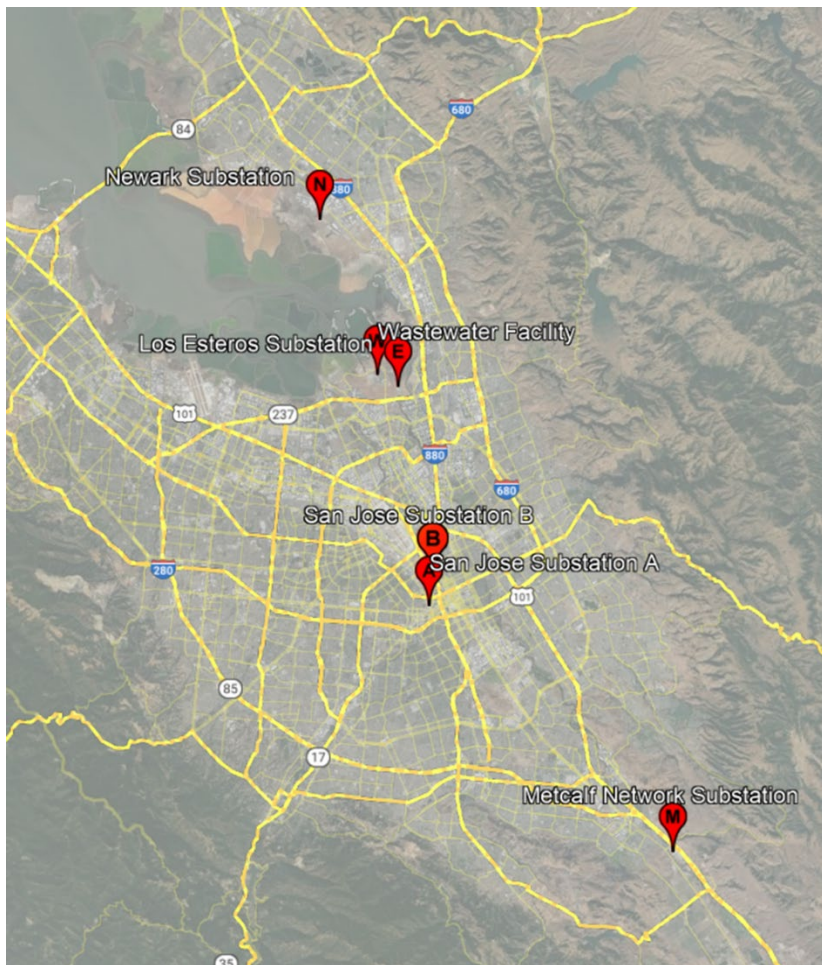 680
84
Newark Substation
N
880
Los Esteros Substation
Wastewater Facility
E
101
237
880
680
San Jose Substation B
B
San Jose Substation A
A
280
101
85
17
Metcalf Network Substation
M
35